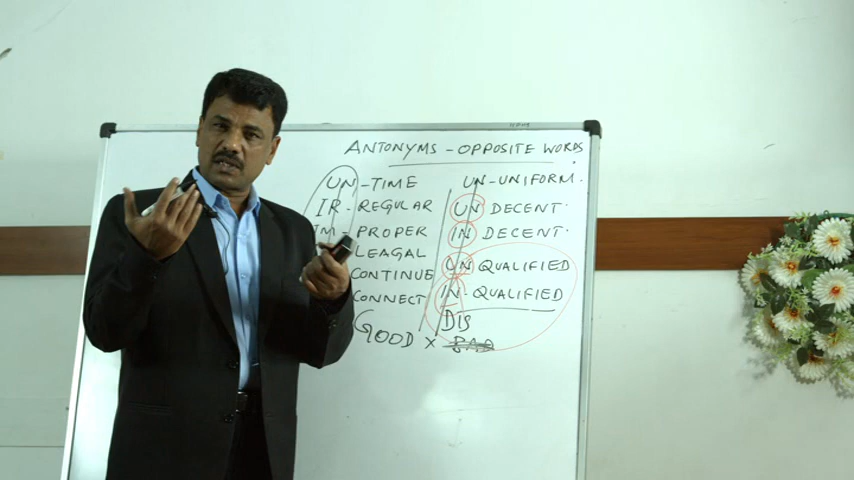 ANTONYMS - OPPOSITE WORDS
UN - TIME UN - UNIFORM.
IR - REGULAR UN DECENT.
IM - PROPER IN DECENT.
LEAGAL UN QUALIFIED
CONTINUE IN - QUALIFIED
CONNECT DIS
GOOD × BAD